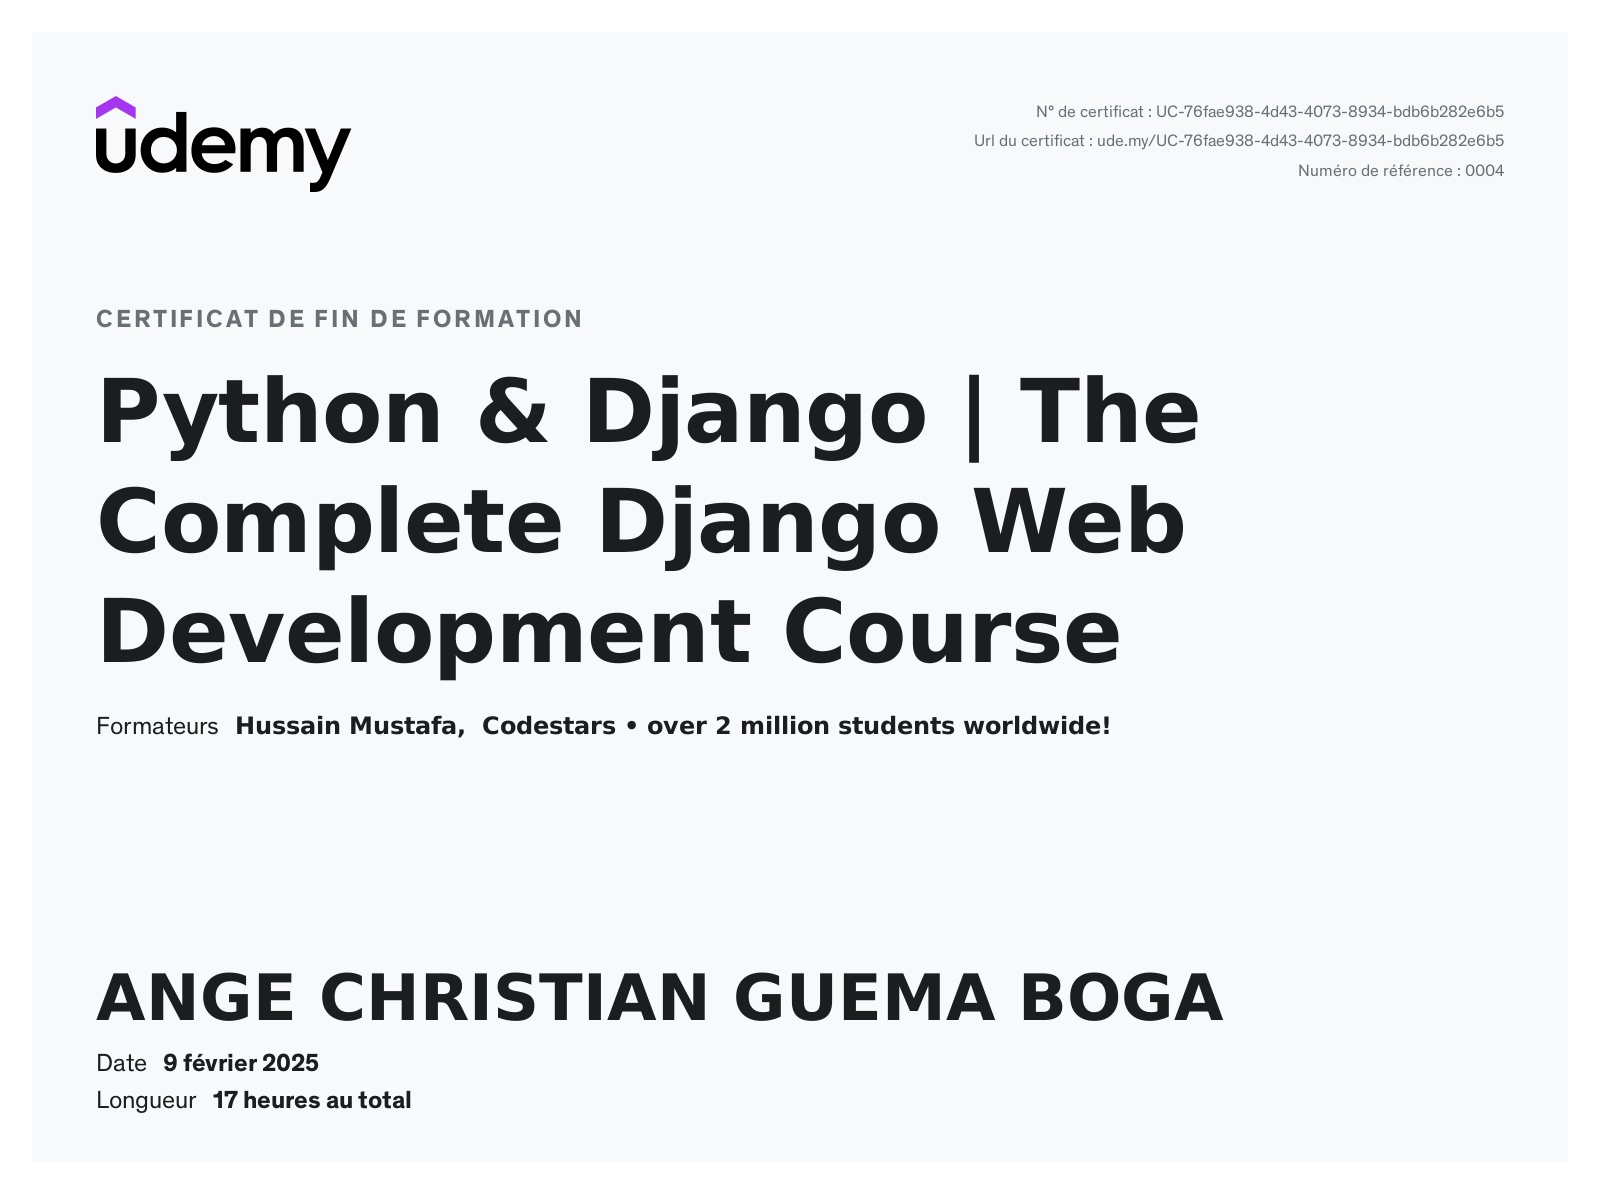 udemy
N° de certificat : UC-76fae938-4d43-4073-8934-bdb6b282e6b5
Url du certificat : ude.my/UC-76fae938-4d43-4073-8934-bdb6b282e6b5
Numéro de référence : 0004
CERTIFICAT DE FIN DE FORMATION
Python & Django | The
Complete Django Web
Development Course
Formateurs Hussain Mustafa, Codestars • over 2 million students worldwide!
ANGE CHRISTIAN GUEMA BOGA
Date 9 février 2025
Longueur 17 heures au total